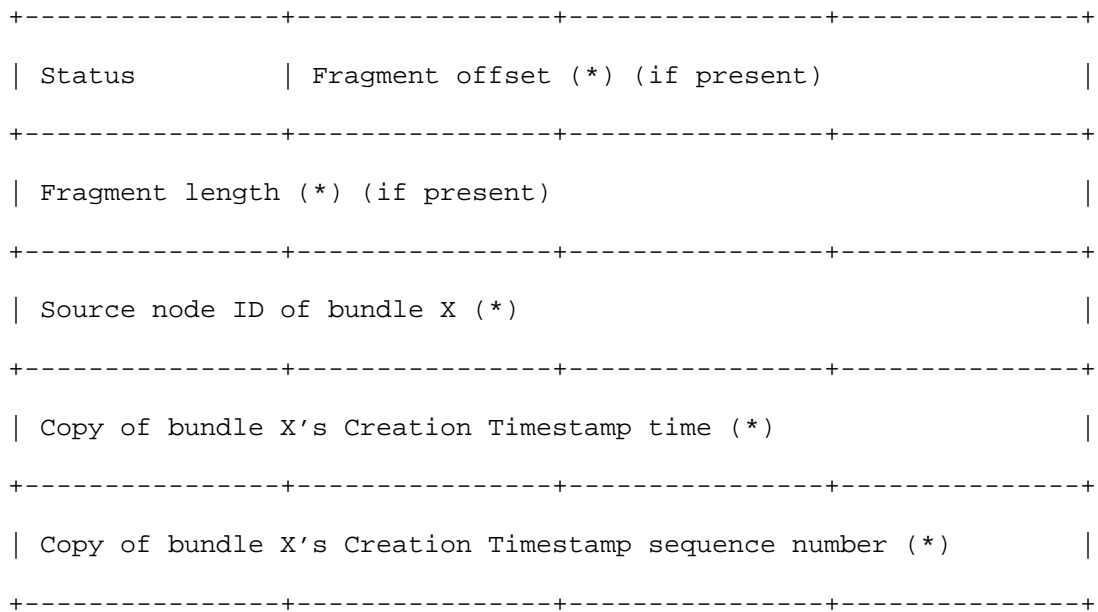 +----------------+----------------+----------------+---------------+
| Status         | Fragment offset (*) (if present)                |
+----------------+----------------+----------------+---------------+
| Fragment length (*) (if present)                                 |
+----------------+----------------+----------------+---------------+
| Source node ID of bundle X (*)                                   |
+----------------+----------------+----------------+---------------+
| Copy of bundle X's Creation Timestamp time (*)                   |
+----------------+----------------+----------------+---------------+
| Copy of bundle X's Creation Timestamp sequence number (*)        |
+----------------+----------------+----------------+---------------+